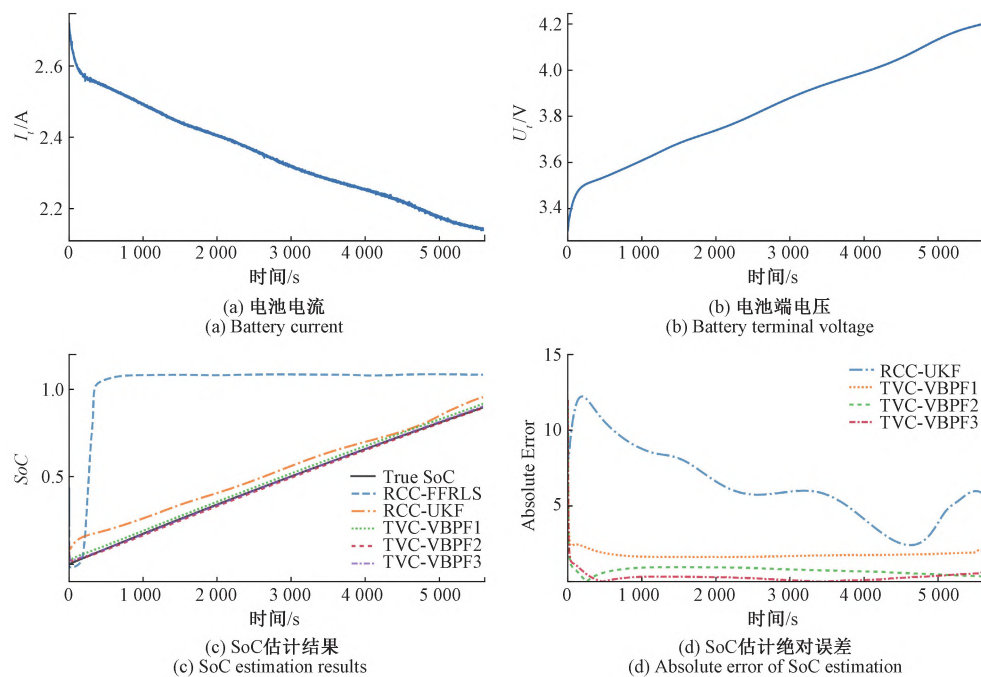 2.6
2.4
2.2
I_t/A
0 1 000 2 000 3 000 4 000 5 000
时间/s
(a) 电池电流
(a) Battery current
4.2
4.0
3.8
3.6
3.4
U_t/V
0 1 000 2 000 3 000 4 000 5 000
时间/s
(b) 电池端电压
(b) Battery terminal voltage
1.0
0.5
SoC
True SoC
RCC-FFRLS
RCC-UKF
TVC-VBPF1
TVC-VBPF2
TVC-VBPF3
0 1 000 2 000 3 000 4 000 5 000
时间/s
(c) SoC估计结果
(c) SoC estimation results
15
10
5
Absolute Error
RCC-UKF
TVC-VBPF1
TVC-VBPF2
TVC-VBPF3
0 1 000 2 000 3 000 4 000 5 000
时间/s
(d) SoC估计绝对误差
(d) Absolute error of SoC estimation